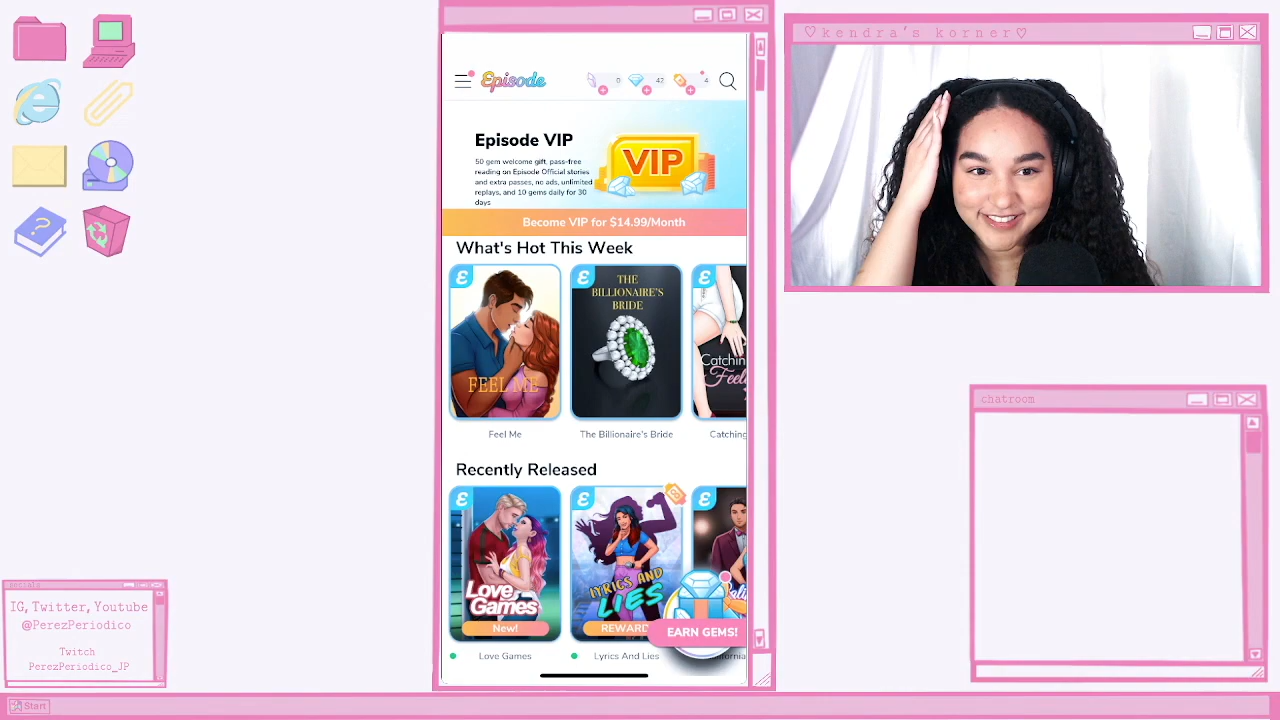 ♡kendra's korner♡
Episode
0
42
4
Episode VIP
50 gem welcome gift, pass-free
reading on Episode Official stories
and extra passes, no ads, unlimited
replays, and 10 gems daily for 30
days
VIP
Become VIP for $14.99/Month
What's Hot This Week
FEEL ME
THE
BILLIONAIRE'S
BRIDE
Catching
Feel
Feel Me
The Billionaire's Bride
Catching
chatroom
Recently Released
Love
Games
New!
LYRICS AND
LIES
REWARD
EARN GEMS!
Love Games
Lyrics And Lies
IG, Twitter, Youtube
@PerezPeriodico
Twitch
PerezPeriodico_JP
Start